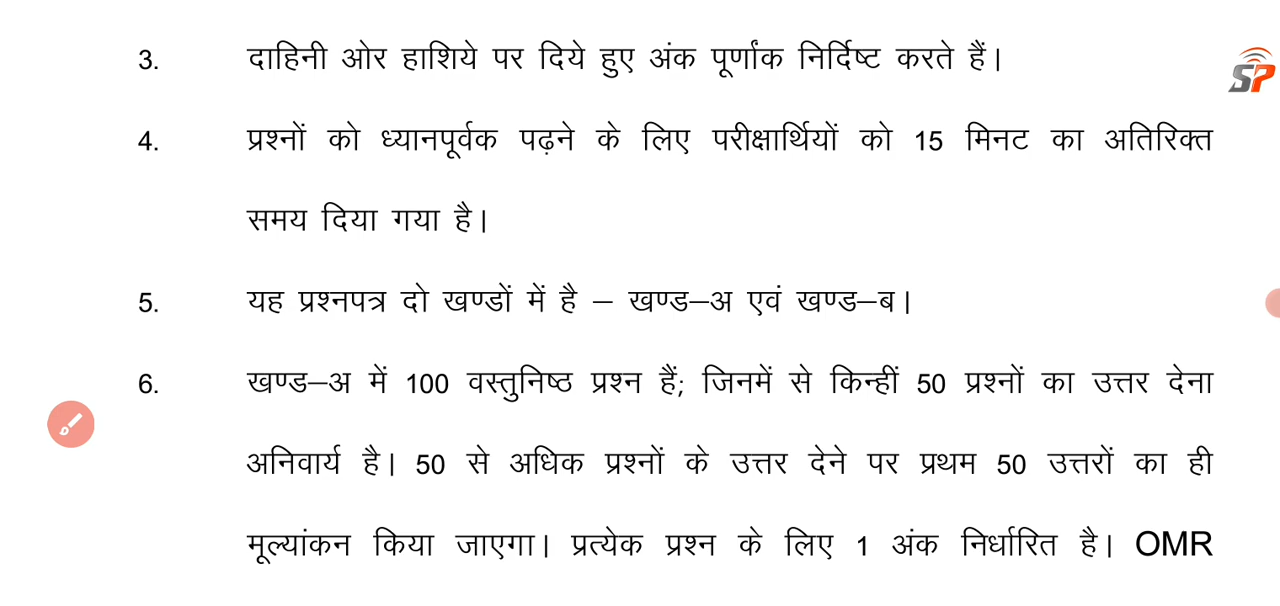 3. दाहिनी ओर हाशिये पर दिये हुए अंक पूर्णांक निर्दिष्ट करते हैं।
SP
4. प्रश्नों को ध्यानपूर्वक पढ़ने के लिए परीक्षार्थियों को 15 मिनट का अतिरिक्त
समय दिया गया है।
5. यह प्रश्नपत्र दो खण्डों में है – खण्ड–अ एवं खण्ड–ब।
6. खण्ड–अ में 100 वस्तुनिष्ठ प्रश्न हैं; जिनमें से किन्हीं 50 प्रश्नों का उत्तर देना
अनिवार्य है। 50 से अधिक प्रश्नों के उत्तर देने पर प्रथम 50 उत्तरों का ही
मूल्यांकन किया जाएगा। प्रत्येक प्रश्न के लिए 1 अंक निर्धारित है। OMR